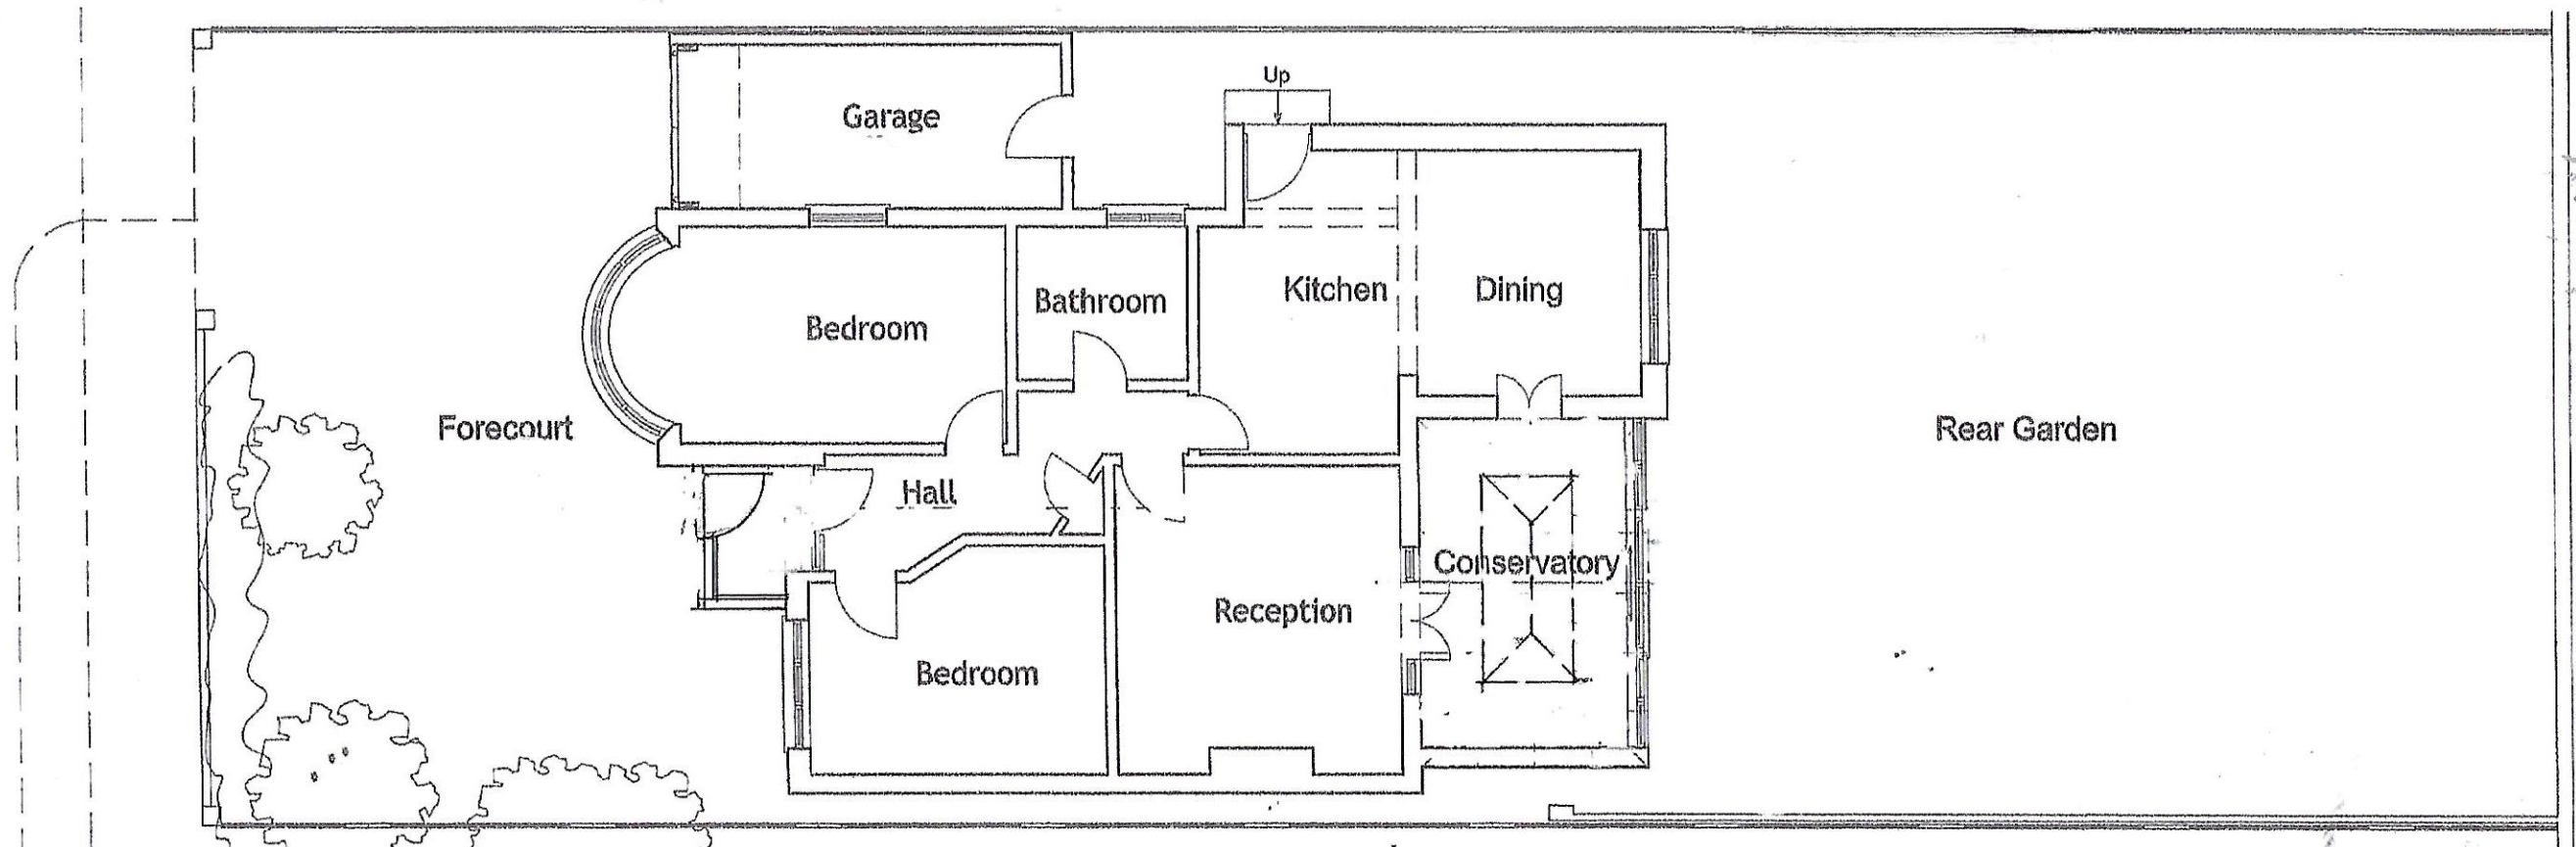 Up
Garage
Kitchen
Dining
Bathroom
Bedroom
Forecourt
Rear Garden
Hall
Conservatory
Reception
Bedroom